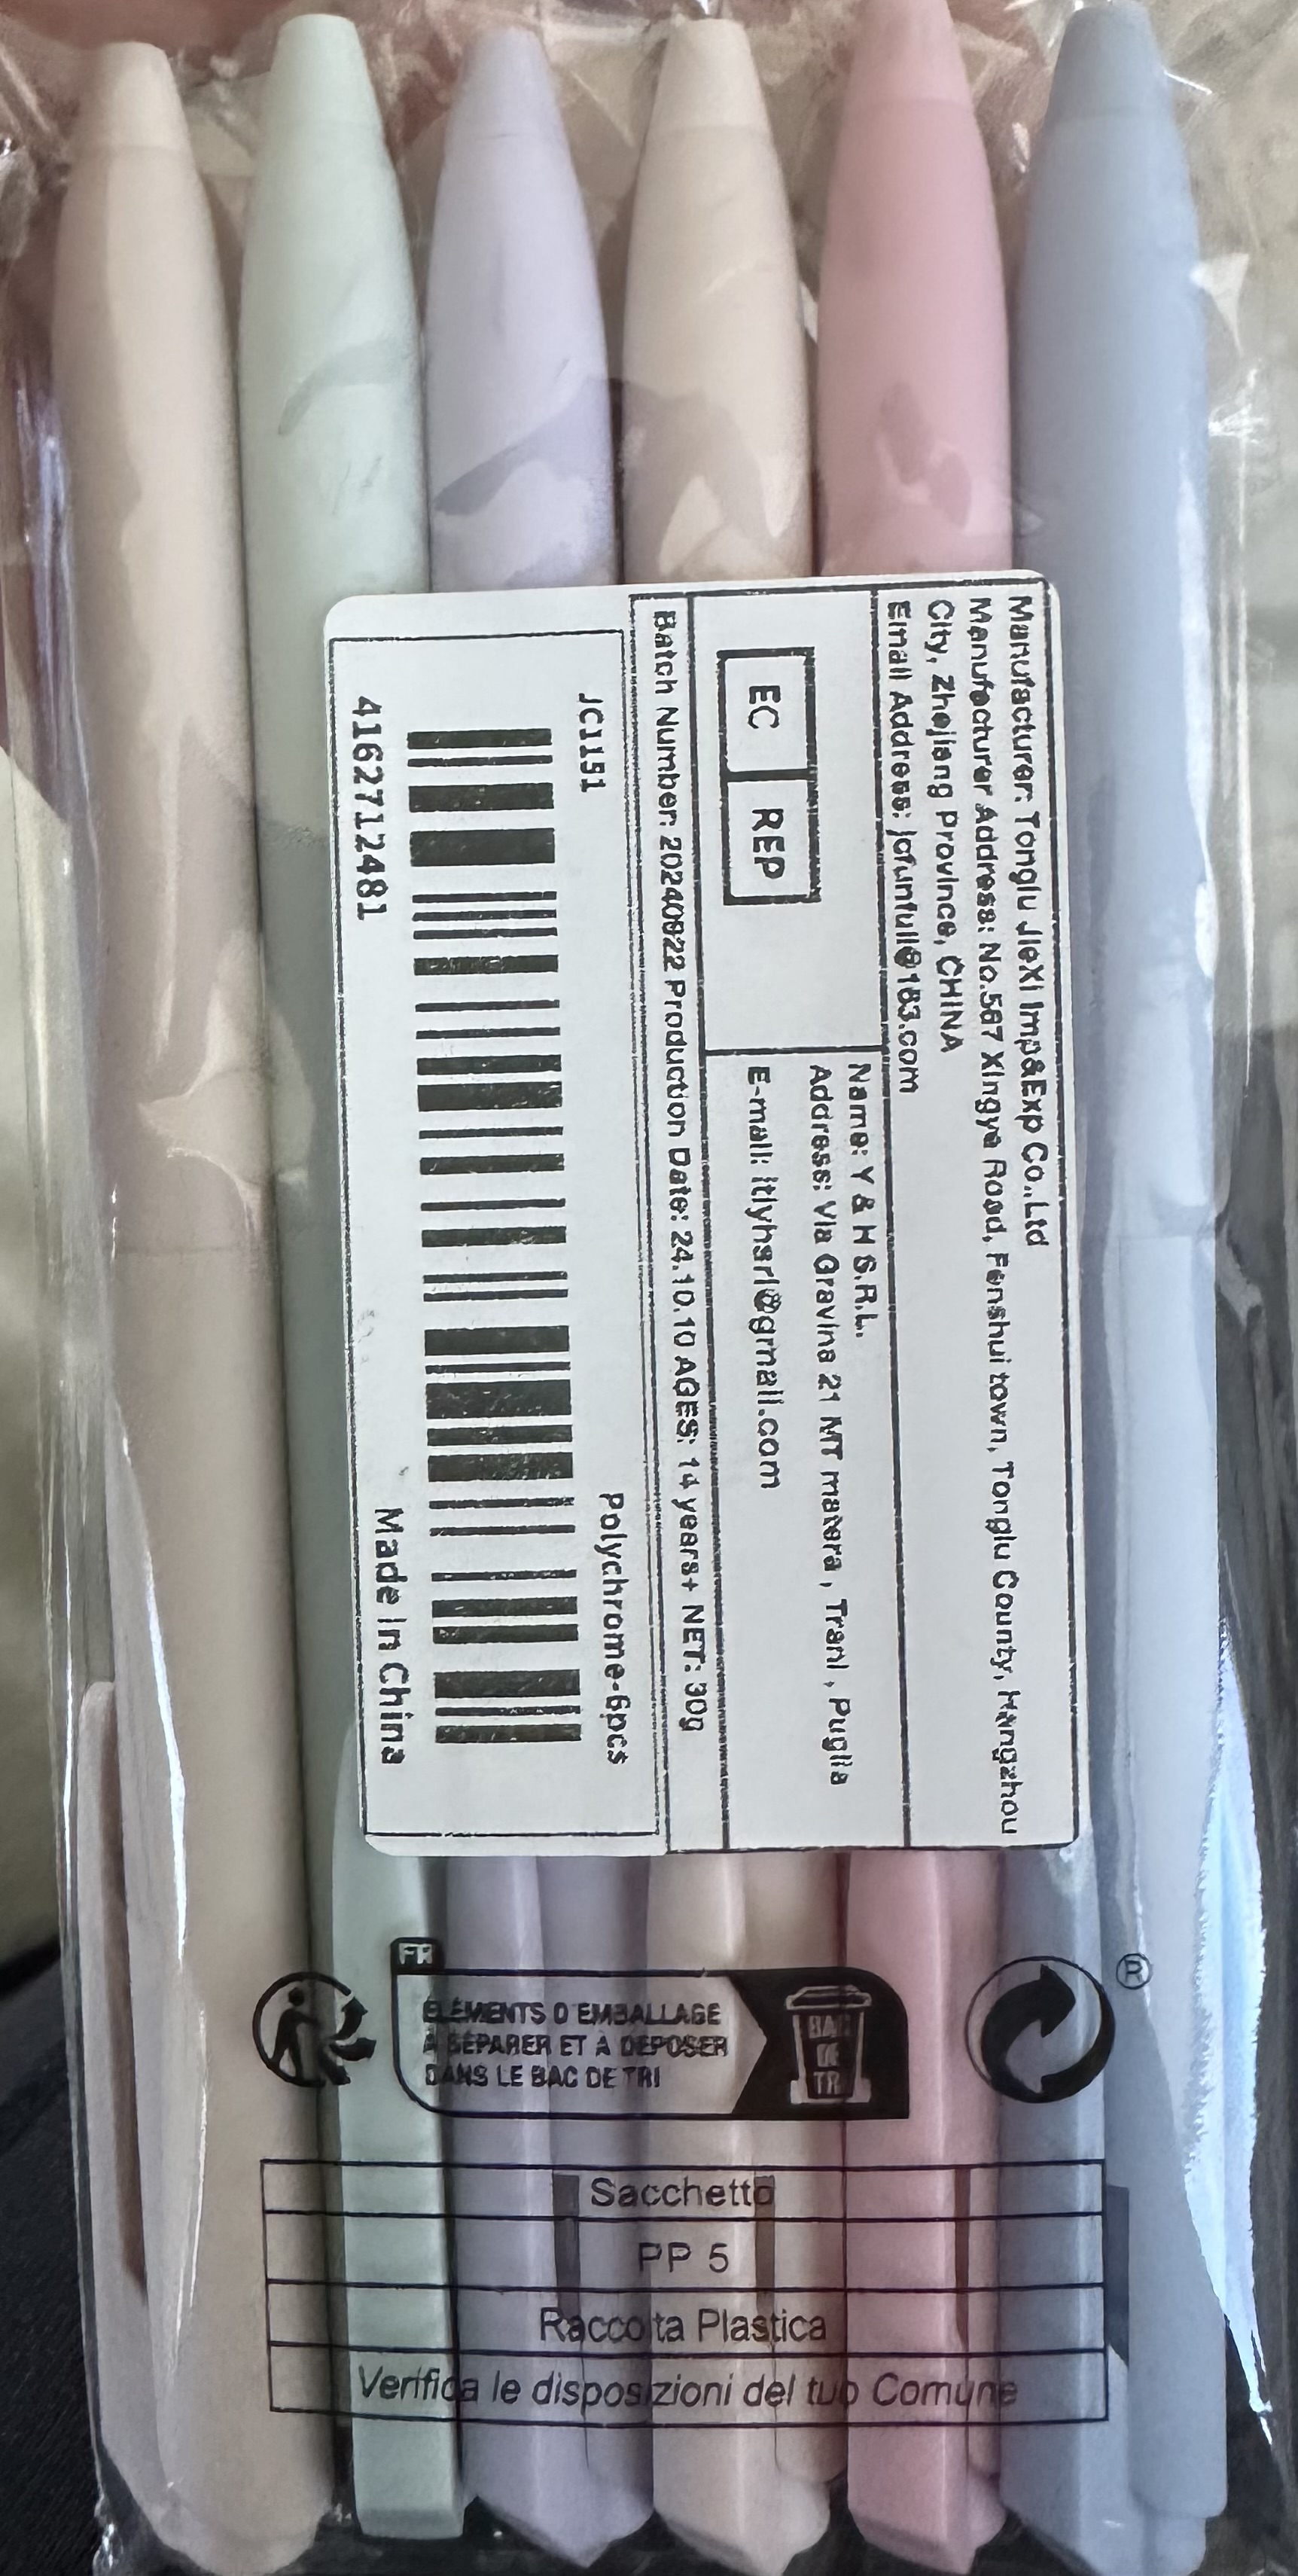 Manufacturer: Tonglu JieXi Imp&Exp Co.,Ltd
Manufacturer Address: No.567 Xingye Road, Fenshui town, Tonglu County, Hangzhou
City, Zhejiang Province, CHINA
Email Address: jcfunfull@163.com
EC REP
Name: Y & H S.R.L.
Address: Via Gravina 21 MT matera , Trani , Puglia
E-mail: itlyhsrl@gmail.com
Batch Number: 20240822 Production Date: 24.10.10 AGES: 14 years+ NET: 30g
JC1151
Polychrome-6pcs
41627712481
Made In China
®
FR
ÉLÉMENTS D'EMBALLAGE
À SÉPARER ET À DÉPOSER
DANS LE BAC DE TRI
BAC
DE
TRI
Sacchetto
PP 5
Raccolta Plastica
Verifica le disposizioni del tuo Comune